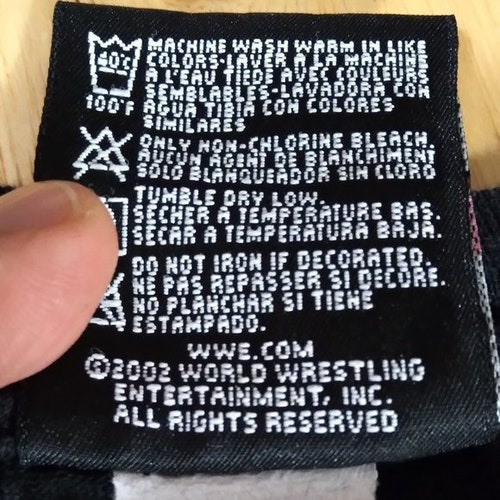 40°C
100°F
MACHINE WASH WARM IN LIKE
COLORS-LAVER A LA MACHINE
A L'EAU TIEDE AVEC COULEURS
SEMBLABLES-LAVADORA CON
AGUA TIBIA CON COLORES
SIMILARES
ONLY NON-CHLORINE BLEACH.
AUCUN AGENT DE BLANCHIMENT
SOLO BLANQUEADOR SIN CLORO
TUMBLE DRY LOW.
SECHER A TEMPERATURE BAS.
SECAR A TEMPERATURA BAJA.
DO NOT IRON IF DECORATED.
NE PAS REPASSER SI DECORE.
NO PLANCHAR SI TIENE
ESTAMPADO.
WWE.COM
©2002 WORLD WRESTLING
ENTERTAINMENT, INC.
ALL RIGHTS RESERVED